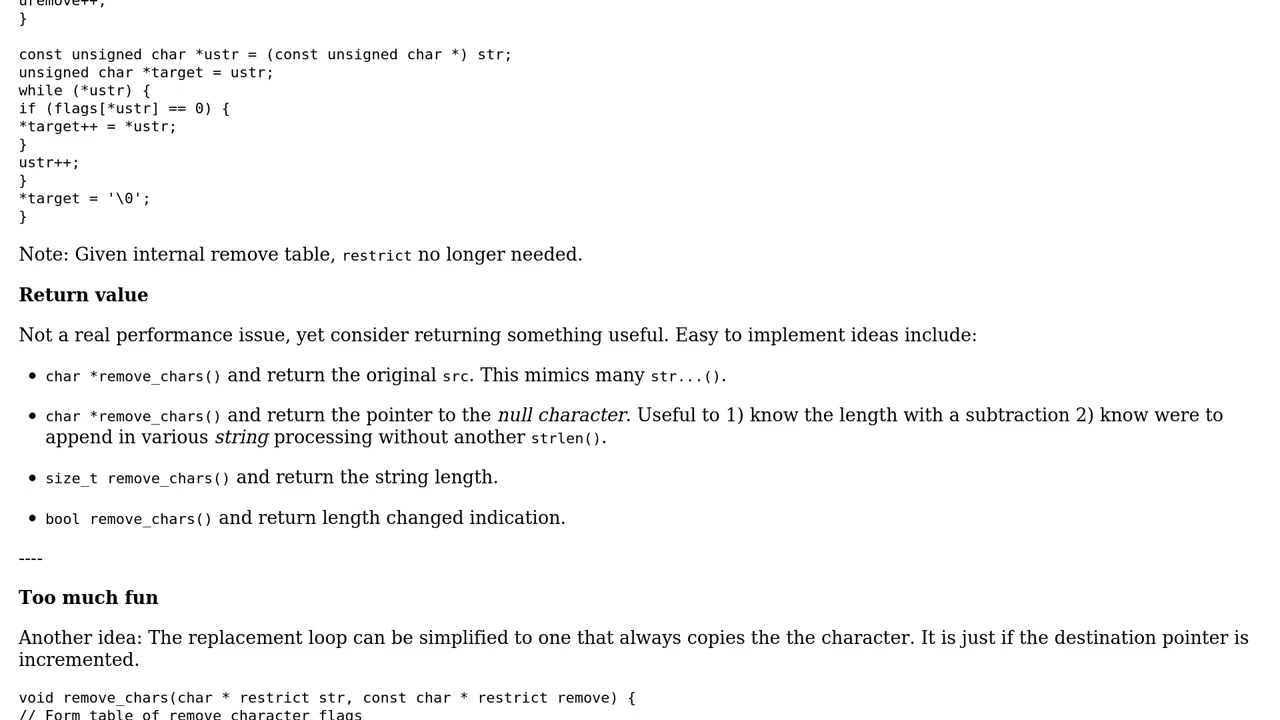 uremove++;
}
const unsigned char *ustr = (const unsigned char *) str;
unsigned char *target = ustr;
while (*ustr) {
if (flags[*ustr] == 0) {
*target++ = *ustr;
}
ustr++;
}
*target = '\0';
}
Note: Given internal remove table, restrict no longer needed.
Return value
Not a real performance issue, yet consider returning something useful. Easy to implement ideas include:
• char *remove_chars() and return the original src. This mimics many str...().
• char *remove_chars() and return the pointer to the null character. Useful to 1) know the length with a subtraction 2) know were to
append in various string processing without another strlen().
• size_t remove_chars() and return the string length.
• bool remove_chars() and return length changed indication.
----
Too much fun
Another idea: The replacement loop can be simplified to one that always copies the the character. It is just if the destination pointer is
incremented.
void remove_chars(char * restrict str, const char * restrict remove) {
// Form table of remove character flags